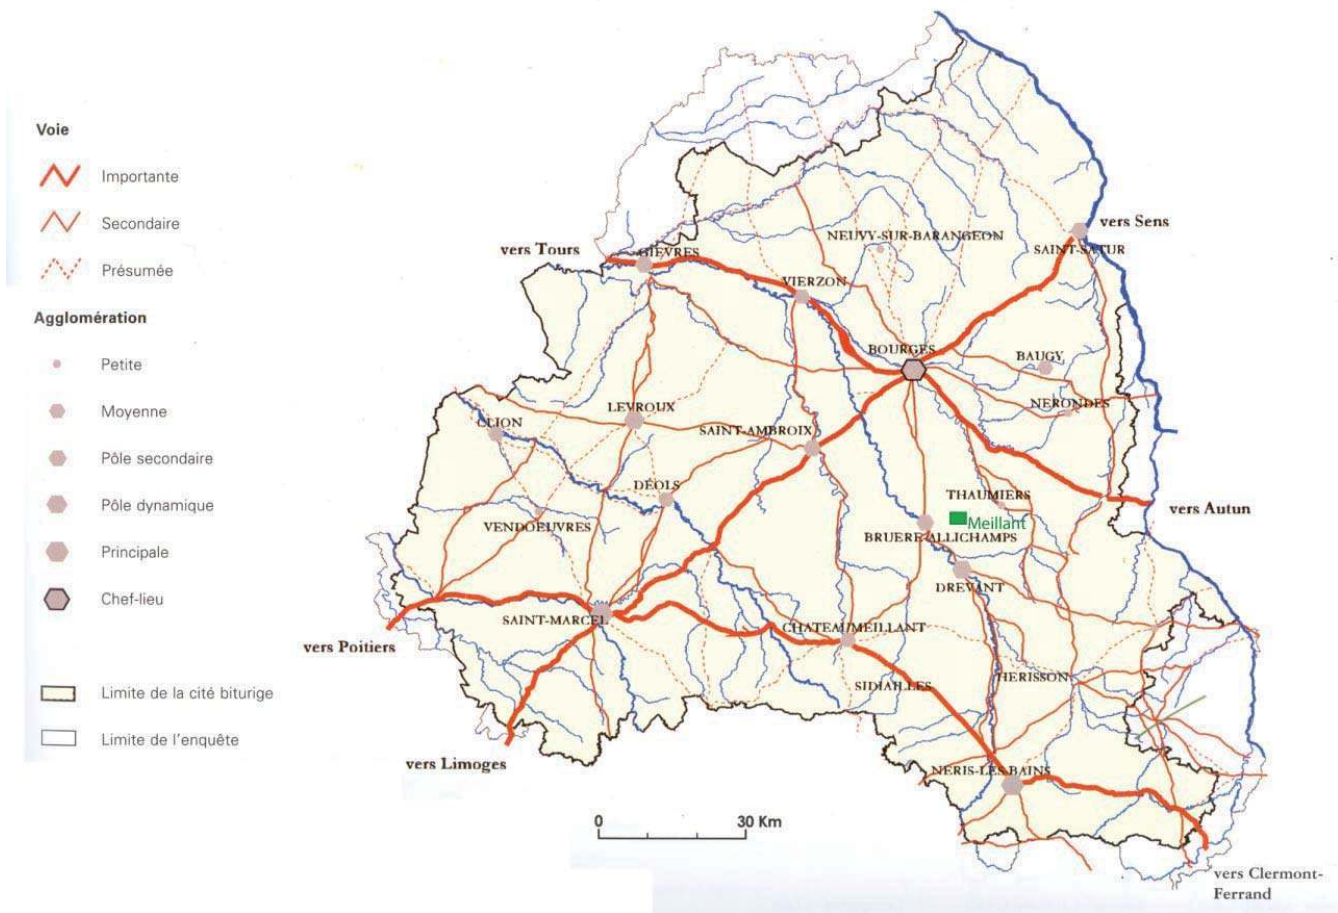 Voie
Importante
Secondaire
Présumée
Agglomération
Petite
Moyenne
Pôle secondaire
Pôle dynamique
Principale
Chef-lieu
Limite de la cité biturige
Limite de l'enquête
vers Tours
GIÈVRES
NEUVY-SUR-BARANGEON
vers Sens
SAINT-SATUR
VIERZON
BOURGES
BAUGY
NERONDES
LEVROUX
CLION
SAINT-AMBROIX
DÉOLS
VENDOEUVRES
THAUMIERS
Meillant
vers Autun
BRUERE-ALLICHAMPS
DREVANT
SAINT-MARCEL
CHATEAUMEILLANT
vers Poitiers
SIDIAILLES
HERISSON
vers Limoges
NERIS-LES-BAINS
0 30 Km
vers Clermont-
Ferrand